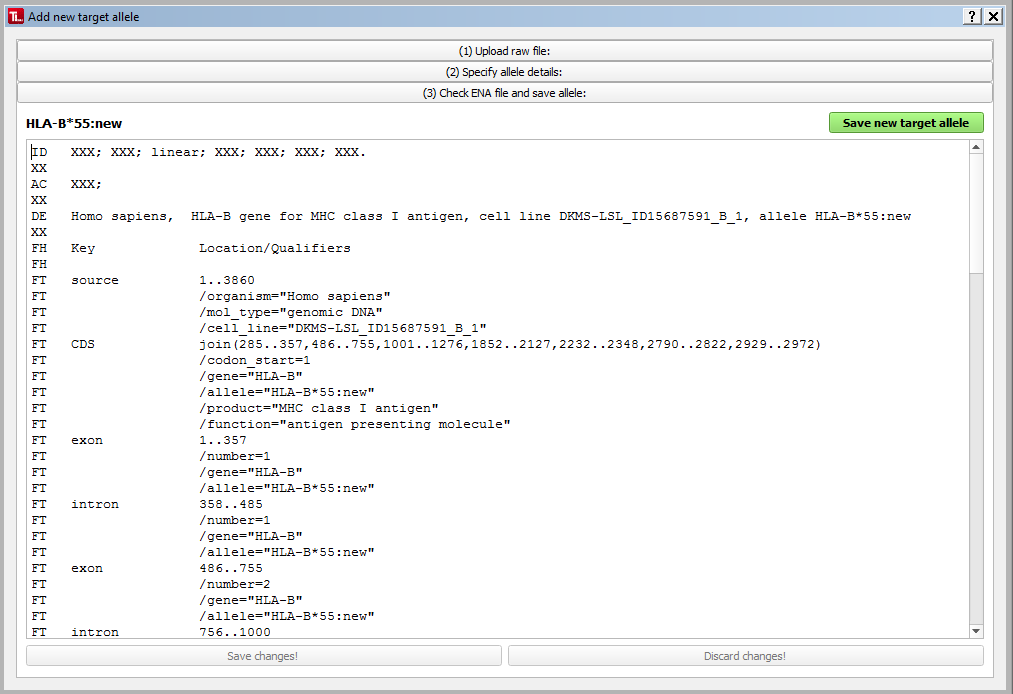 TL Add new target allele ? X
(1) Upload raw file:
(2) Specify allele details:
(3) Check ENA file and save allele:
HLA-B*55:new Save new target allele
ID   XXX; XXX; linear; XXX; XXX; XXX; XXX.
XX
AC   XXX;
XX
DE   Homo sapiens,  HLA-B gene for MHC class I antigen, cell line DKMS-LSL_ID15687591_B_1, allele HLA-B*55:new
XX
FH   Key             Location/Qualifiers
FH
FT   source          1..3860
FT                   /organism="Homo sapiens"
FT                   /mol_type="genomic DNA"
FT                   /cell_line="DKMS-LSL_ID15687591_B_1"
FT   CDS             join(285..357,486..755,1001..1276,1852..2127,2232..2348,2790..2822,2929..2972)
FT                   /codon_start=1
FT                   /gene="HLA-B"
FT                   /allele="HLA-B*55:new"
FT                   /product="MHC class I antigen"
FT                   /function="antigen presenting molecule"
FT   exon            1..357
FT                   /number=1
FT                   /gene="HLA-B"
FT                   /allele="HLA-B*55:new"
FT   intron          358..485
FT                   /number=1
FT                   /gene="HLA-B"
FT                   /allele="HLA-B*55:new"
FT   exon            486..755
FT                   /number=2
FT                   /gene="HLA-B"
FT                   /allele="HLA-B*55:new"
FT   intron          756..1000
Save changes! Discard changes!